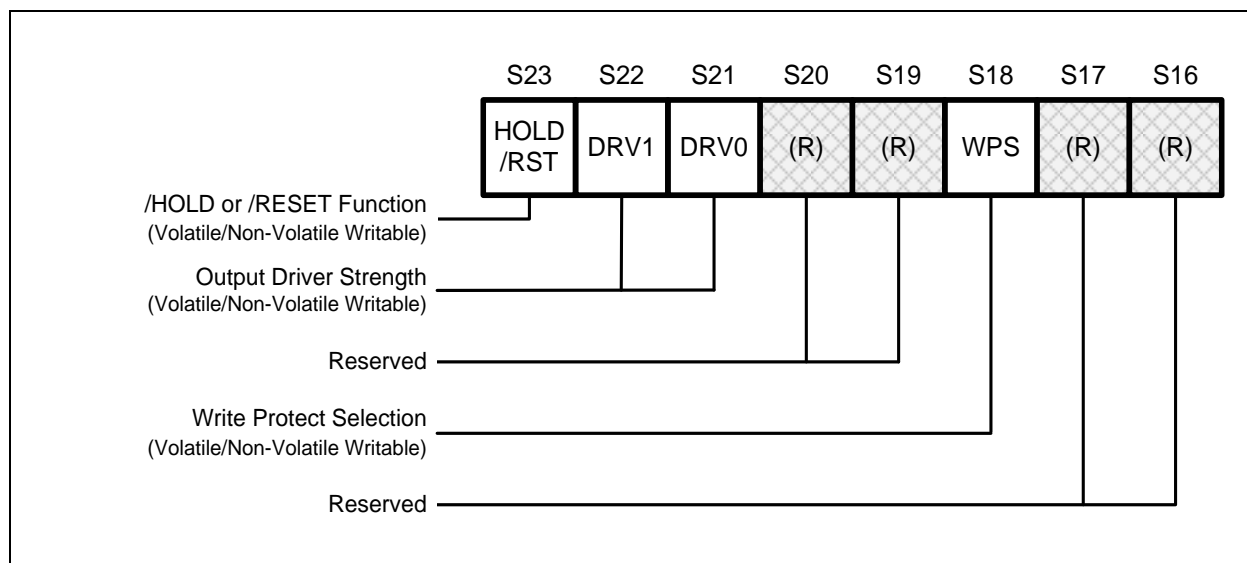 S23 S22 S21 S20 S19 S18 S17 S16
HOLD
/RST DRV1 DRV0 (R) (R) WPS (R) (R)
/HOLD or /RESET Function
(Volatile/Non-Volatile Writable)
Output Driver Strength
(Volatile/Non-Volatile Writable)
Reserved
Write Protect Selection
(Volatile/Non-Volatile Writable)
Reserved